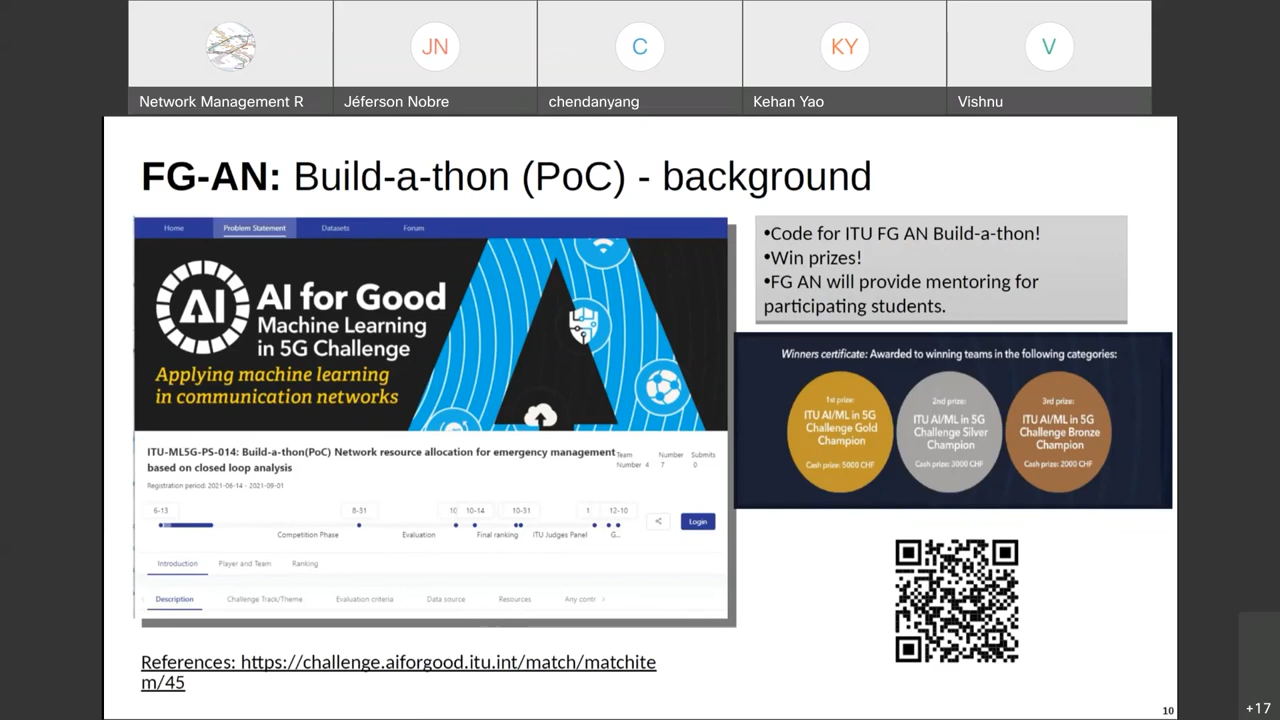 JN
C
KY
V
Network Management R
Jéferson Nobre
chendanyang
Kehan Yao
Vishnu
FG-AN: Build-a-thon (PoC) - background
Home
Problem Statement
Datasets
Forum
AI
AI for Good
Machine Learning
in 5G Challenge
Applying machine learning
in communication networks
ITU-ML5G-PS-014: Build-a-thon(PoC) Network resource allocation for emergency management
based on closed loop analysis
Team Number 4
Number 7
Submits 0
Registration period: 2021-06-14 - 2021-09-01
6-13
8-31
10
10-14
10-31
1
12-10
Competition Phase
Evaluation
Final ranking
ITU Judges Panel
G...
Login
Introduction
Player and Team
Ranking
Description
Challenge Track/Theme
Evaluation criteria
Data source
Resources
Any contr
•Code for ITU FG AN Build-a-thon!
•Win prizes!
•FG AN will provide mentoring for
participating students.
Winners certificate: Awarded to winning teams in the following categories:
1st prize:
ITU AI/ML in 5G
Challenge Gold
Champion
Cash prize: 5000 CHF
2nd prize:
ITU AI/ML in 5G
Challenge Silver
Champion
Cash prize: 3000 CHF
3rd prize:
ITU AI/ML in 5G
Challenge Bronze
Champion
Cash prize: 2000 CHF
References: https://challenge.aiforgood.itu.int/match/matchite
m/45
10
+17